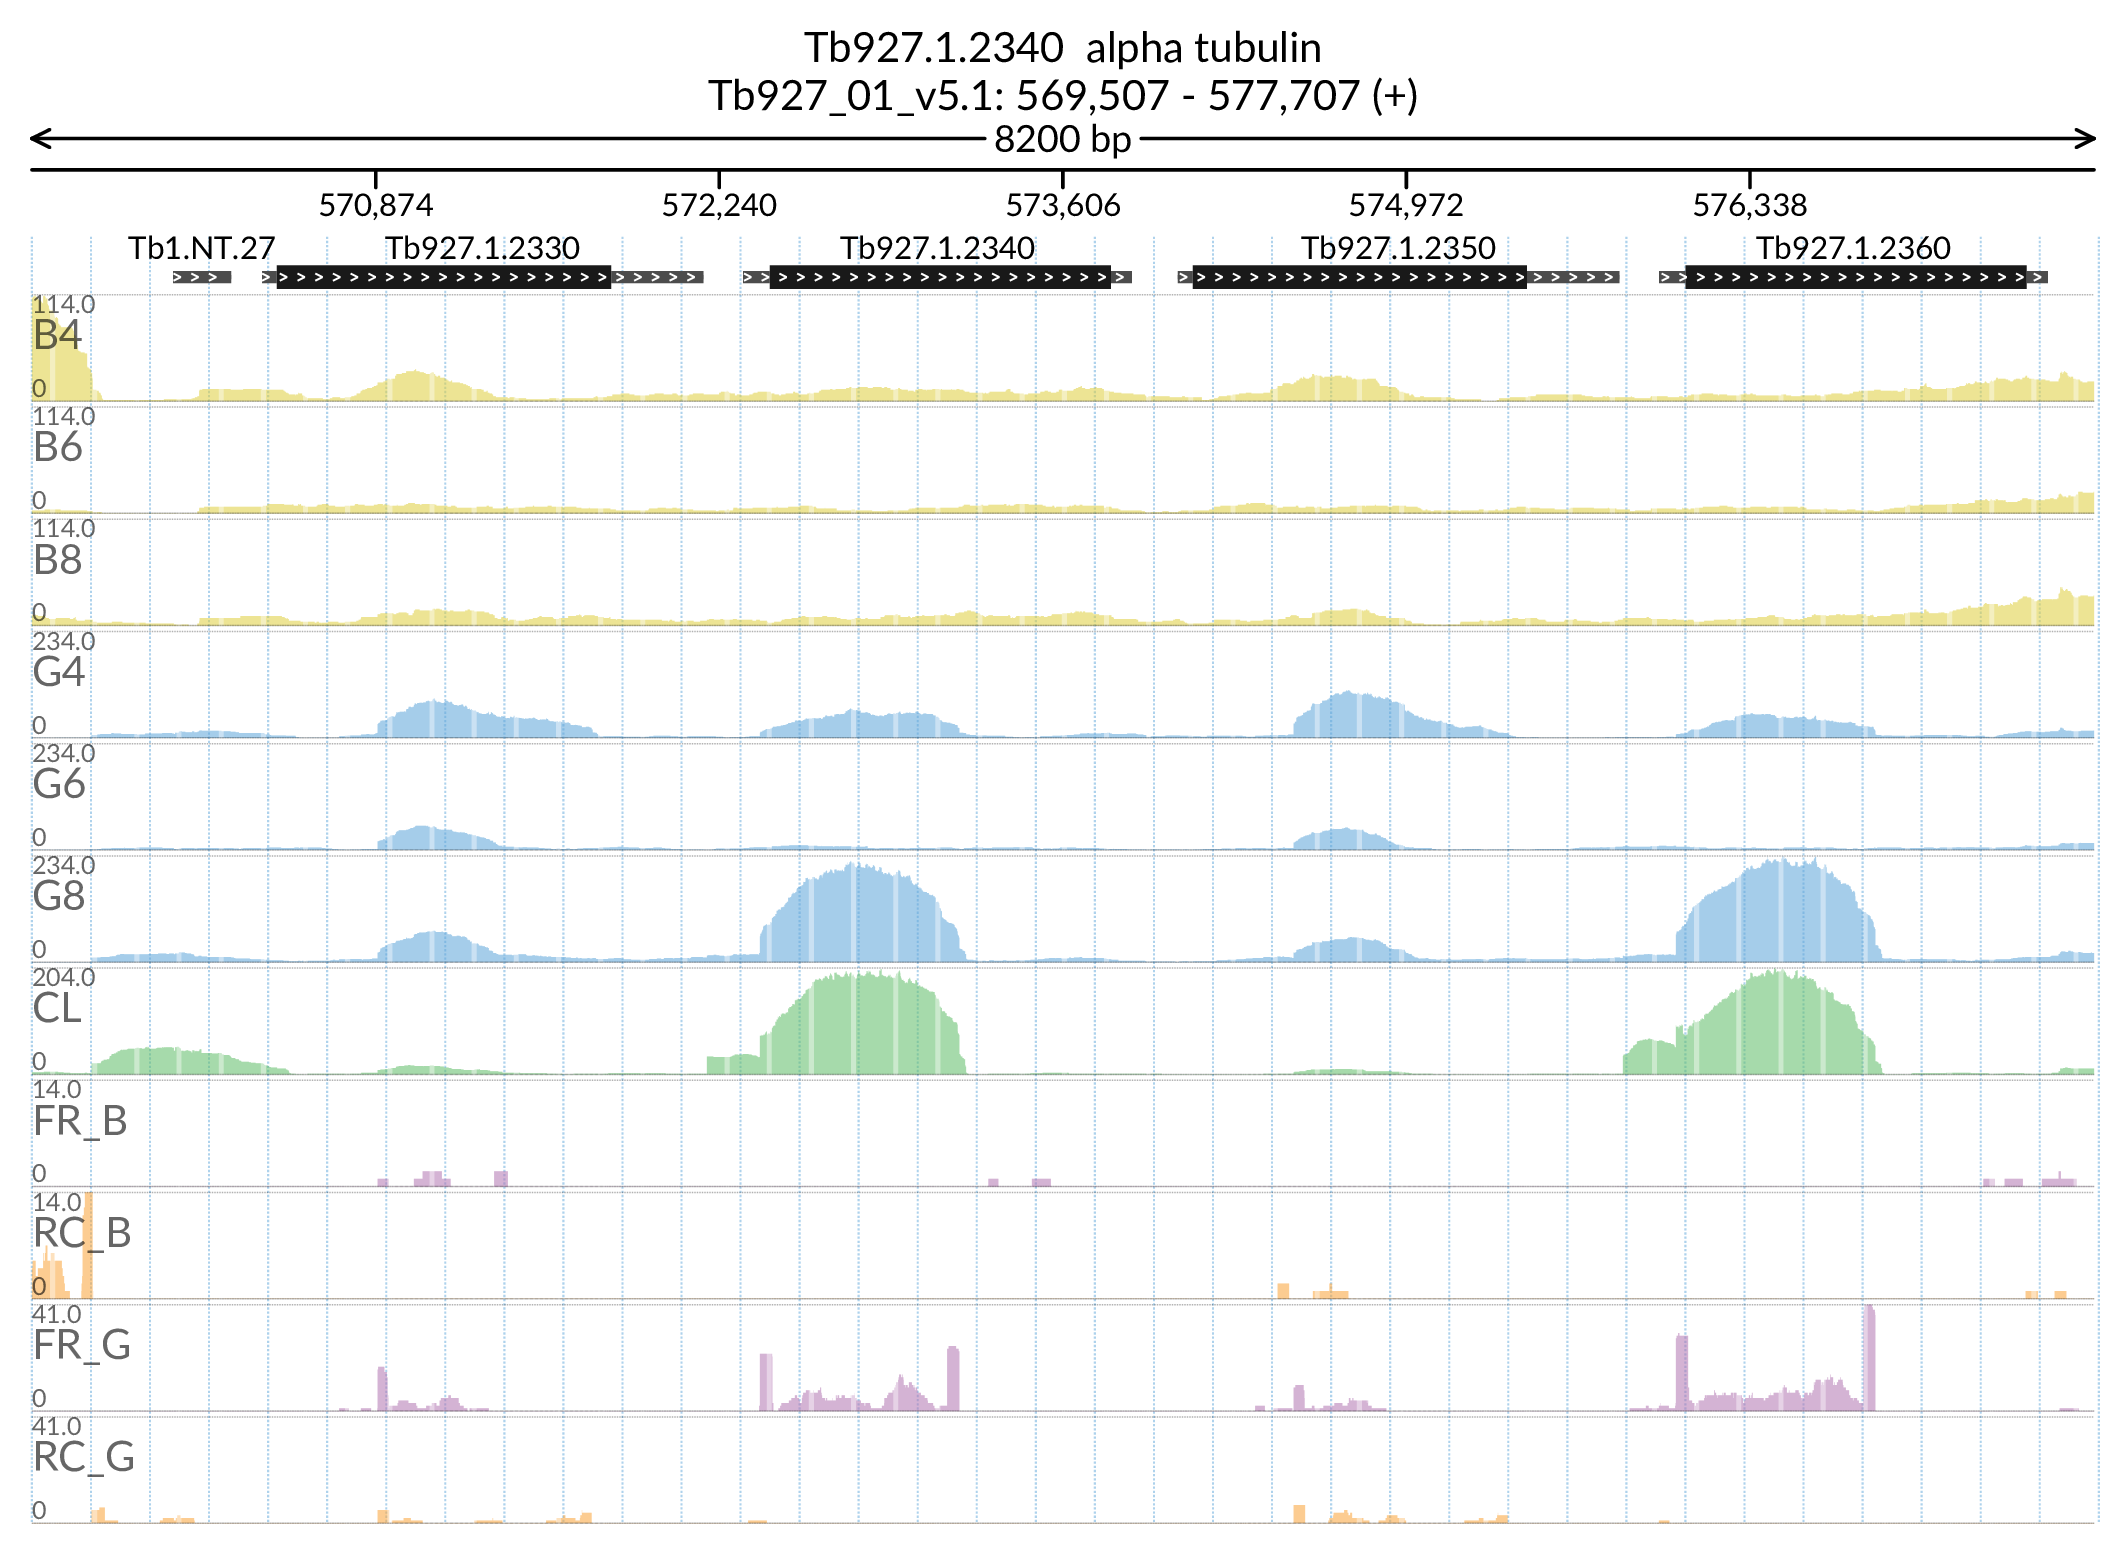 Tb927.1.2340 alpha tubulin
Tb927_01_v5.1: 569,507 - 577,707 (+)
8200 bp
570,874 572,240 573,606 574,972 576,338
Tb1.NT.27 Tb927.1.2330 Tb927.1.2340 Tb927.1.2350 Tb927.1.2360
114.0
B4
0
114.0
B6
0
114.0
B8
0
234.0
G4
0
234.0
G6
0
234.0
G8
0
204.0
CL
0
14.0
FR_B
0
14.0
RC_B
0
41.0
FR_G
0
41.0
RC_G
0